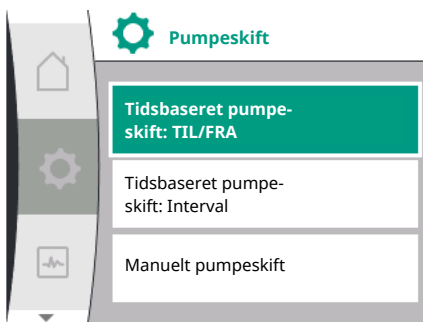 Pumpeskift
Tidsbaseret pumpe-
skift: TIL/FRA
Tidsbaseret pumpe-
skift: Interval
Manuelt pumpeskift